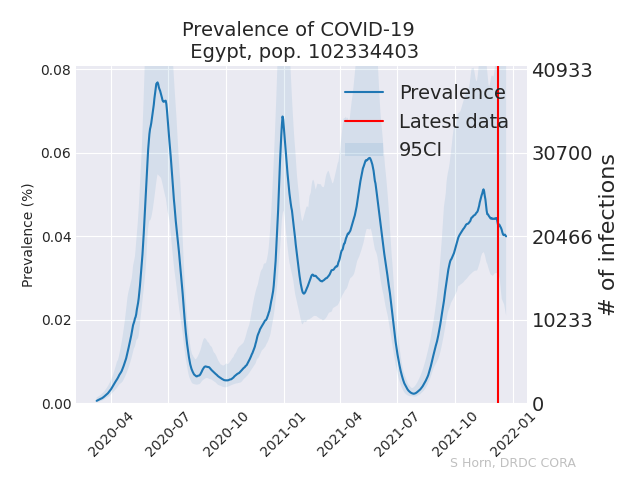 Prevalence of COVID-19
Egypt, pop. 102334403
Prevalence
Latest data
95CI
0.08
0.06
0.04
0.02
0.00
Prevalence (%)
40933
30700
20466
10233
0
# of infections
2020-04
2020-07
2020-10
2021-01
2021-04
2021-07
2021-10
2022-01
S Horn, DRDC CORA